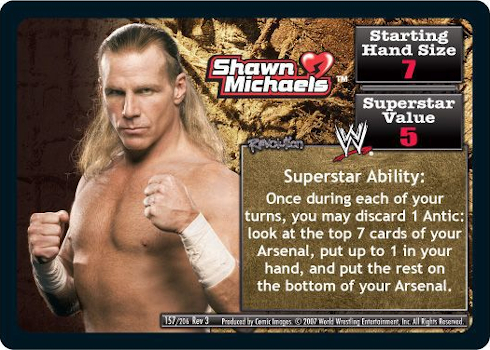 Starting
Hand Size
7
Shawn
Michaels
™
Superstar
Value
5
Revolution
W
Superstar Ability:
Once during each of your
turns, you may discard 1 Antic:
look at the top 7 cards of your
Arsenal, put up to 1 in your
hand, and put the rest on
the bottom of your Arsenal.
157/206 Rev 3 Produced by Comic Images. © 2007 World Wrestling Entertainment, Inc. All Rights Reserved.